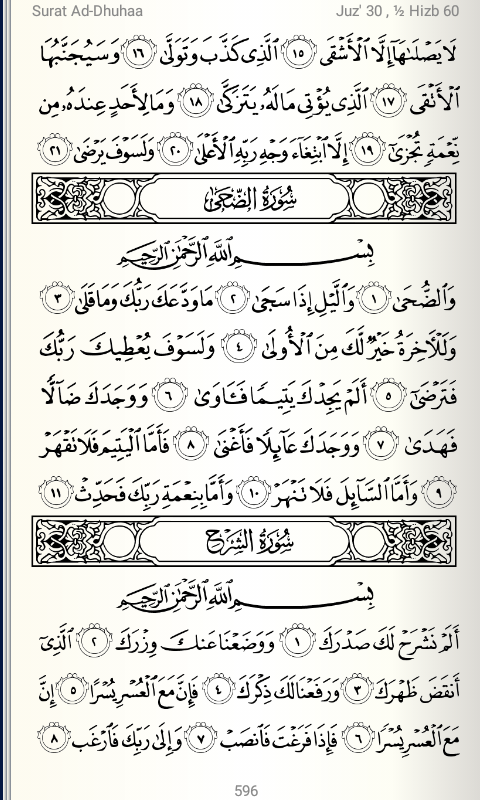 Surat Ad-Dhuhaa Juz' 30 , ½ Hizb 60
لَا يَصْلَىٰهَآ إِلَّا ٱلْأَشْقَى ١٥ ٱلَّذِى كَذَّبَ وَتَوَلَّىٰ ١٦ وَسَيُجَنَّبُهَا
ٱلْأَتْقَى ١٧ ٱلَّذِى يُؤْتِى مَالَهُۥ يَتَزَكَّىٰ ١٨ وَمَا لِأَحَدٍ عِندَهُۥ مِن
نِّعْمَةٍ تُجْزَىٰٓ ١٩ إِلَّا ٱبْتِغَآءَ وَجْهِ رَبِّهِ ٱلْأَعْلَىٰ ٢٠ وَلَسَوْفَ يَرْضَىٰ ٢١
سُورَةُ الضُّحَىٰ
بِسْمِ ٱللَّهِ ٱلرَّحْمَٰنِ ٱلرَّحِيمِ
وَٱلضُّحَىٰ ١ وَٱلَّيْلِ إِذَا سَجَىٰ ٢ مَا وَدَّعَكَ رَبُّكَ وَمَا قَلَىٰ ٣
وَلَلْءَاخِرَةُ خَيْرٌ لَّكَ مِنَ ٱلْأُولَىٰ ٤ وَلَسَوْفَ يُعْطِيكَ رَبُّكَ
فَتَرْضَىٰٓ ٥ أَلَمْ يَجِدْكَ يَتِيمًا فَـَٔاوَىٰ ٦ وَوَجَدَكَ ضَآلًّا
فَهَدَىٰ ٧ وَوَجَدَكَ عَآئِلًا فَأَغْنَىٰ ٨ فَأَمَّا ٱلْيَتِيمَ فَلَا تَقْهَرْ
٩ وَأَمَّا ٱلسَّآئِلَ فَلَا تَنْهَرْ ١٠ وَأَمَّا بِنِعْمَةِ رَبِّكَ فَحَدِّثْ ١١
سُورَةُ الشَّرْحِ
بِسْمِ ٱللَّهِ ٱلرَّحْمَٰنِ ٱلرَّحِيمِ
أَلَمْ نَشْرَحْ لَكَ صَدْرَكَ ١ وَوَضَعْنَا عَنكَ وِزْرَكَ ٢ ٱلَّذِىٓ
أَنقَضَ ظَهْرَكَ ٣ وَرَفَعْنَا لَكَ ذِكْرَكَ ٤ فَإِنَّ مَعَ ٱلْعُسْرِ يُسْرًا ٥ إِنَّ
مَعَ ٱلْعُسْرِ يُسْرًا ٦ فَإِذَا فَرَغْتَ فَٱنصَبْ ٧ وَإِلَىٰ رَبِّكَ فَٱرْغَب ٨
596